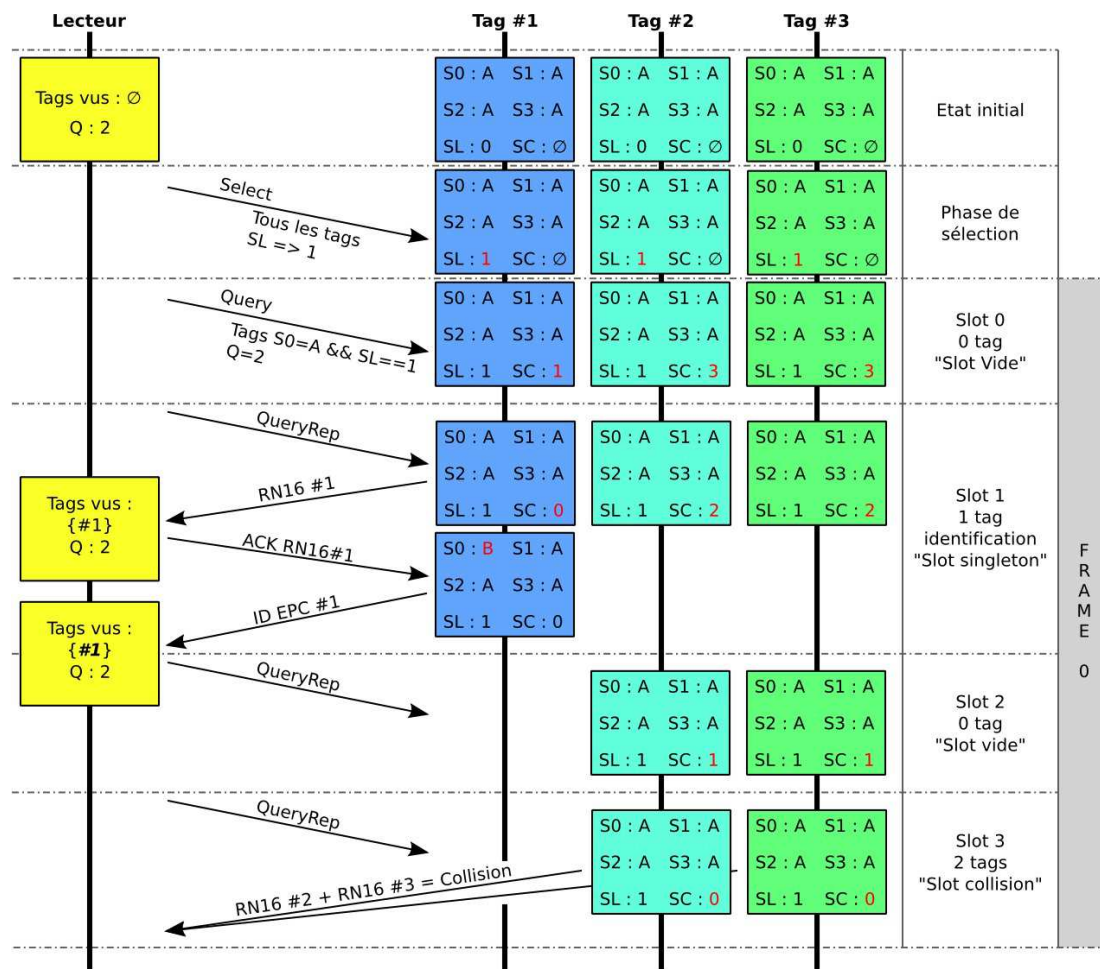 Lecteur
Tag #1
Tag #2
Tag #3
Tags vus : ∅
Q : 2
S0 : A S1 : A
S2 : A S3 : A
SL : 0 SC : ∅
S0 : A S1 : A
S2 : A S3 : A
SL : 0 SC : ∅
S0 : A S1 : A
S2 : A S3 : A
SL : 0 SC : ∅
Etat initial
Select
Tous les tags
SL => 1
S0 : A S1 : A
S2 : A S3 : A
SL : 1 SC : ∅
S0 : A S1 : A
S2 : A S3 : A
SL : 1 SC : ∅
S0 : A S1 : A
S2 : A S3 : A
SL : 1 SC : ∅
Phase de
sélection
Query
Tags S0=A && SL==1
Q=2
S0 : A S1 : A
S2 : A S3 : A
SL : 1 SC : 1
S0 : A S1 : A
S2 : A S3 : A
SL : 1 SC : 3
S0 : A S1 : A
S2 : A S3 : A
SL : 1 SC : 3
Slot 0
0 tag
"Slot Vide"
QueryRep
RN16 #1
S0 : A S1 : A
S2 : A S3 : A
SL : 1 SC : 0
S0 : A S1 : A
S2 : A S3 : A
SL : 1 SC : 2
S0 : A S1 : A
S2 : A S3 : A
SL : 1 SC : 2
Tags vus :
{#1}
Q : 2
ACK RN16#1
S0 : B S1 : A
S2 : A S3 : A
SL : 1 SC : 0
ID EPC #1
Slot 1
1 tag
identification
"Slot singleton"
Tags vus :
{#1}
Q : 2
QueryRep
S0 : A S1 : A
S2 : A S3 : A
SL : 1 SC : 1
S0 : A S1 : A
S2 : A S3 : A
SL : 1 SC : 1
Slot 2
0 tag
"Slot vide"
QueryRep
RN16 #2 + RN16 #3 = Collision
S0 : A S1 : A
S2 : A S3 : A
SL : 1 SC : 0
S0 : A S1 : A
S2 : A S3 : A
SL : 1 SC : 0
Slot 3
2 tags
"Slot collision"
F
R
A
M
E
0